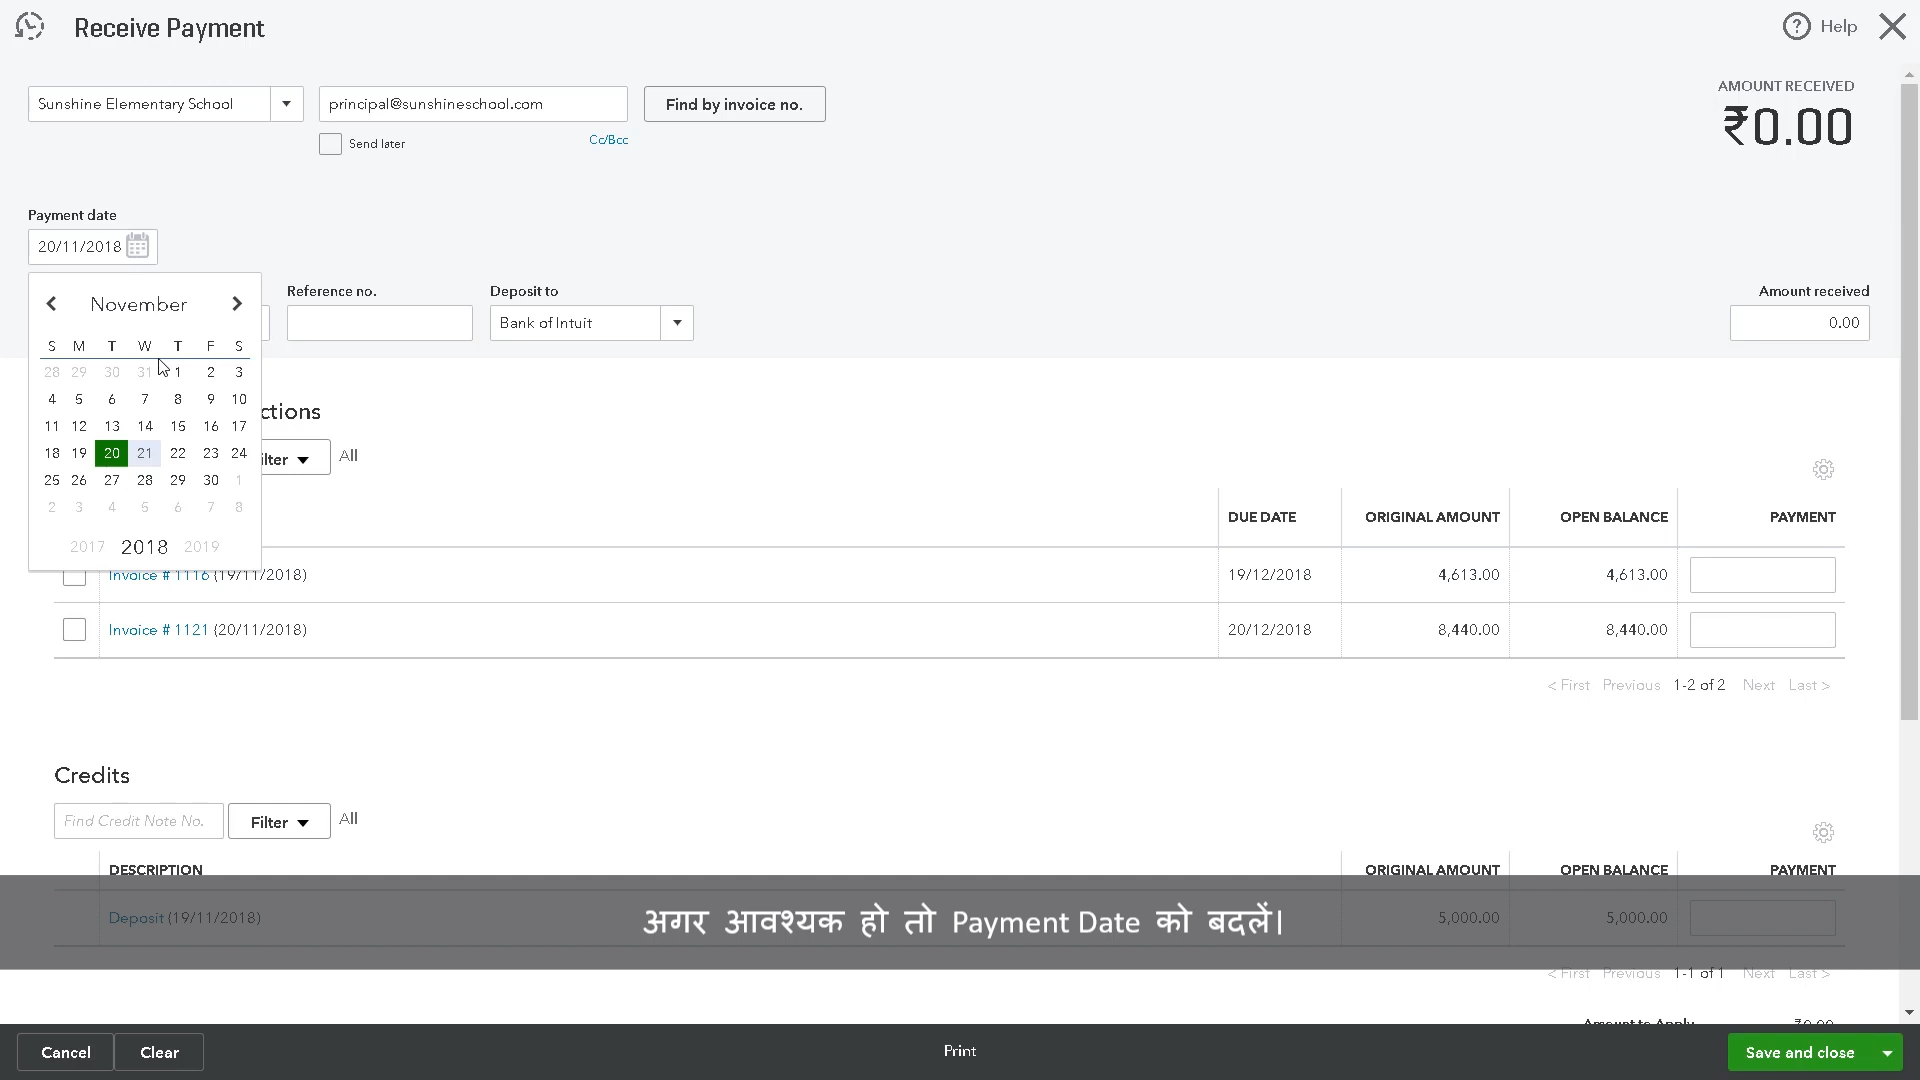 Receive Payment
Help
Sunshine Elementary School
principal@sunshineschool.com
Find by invoice no.
Send later
Cc/Bcc
AMOUNT RECEIVED
₹0.00
Payment date
20/11/2018
November
S M T W T F S
28 29 30 31 1 2 3
4 5 6 7 8 9 10
11 12 13 14 15 16 17
18 19 20 21 22 23 24
25 26 27 28 29 30 1
2 3 4 5 6 7 8
2017 2018 2019
Reference no.
Deposit to
Bank of Intuit
Amount received
0.00
ctions
ilter
All
DUE DATE ORIGINAL AMOUNT OPEN BALANCE PAYMENT
Invoice # 1116 (19/11/2018) 19/12/2018 4,613.00 4,613.00
Invoice # 1121 (20/11/2018) 20/12/2018 8,440.00 8,440.00
< First Previous 1-2 of 2 Next Last >
Credits
Find Credit Note No.
Filter
All
DESCRIPTION ORIGINAL AMOUNT OPEN BALANCE PAYMENT
Deposit (19/11/2018) 5,000.00 5,000.00
अगर आवश्यक हो तो Payment Date को बदलें।
< First Previous 1-1 of 1 Next Last >
Amount to Apply ₹0.00
Cancel
Clear
Print
Save and close